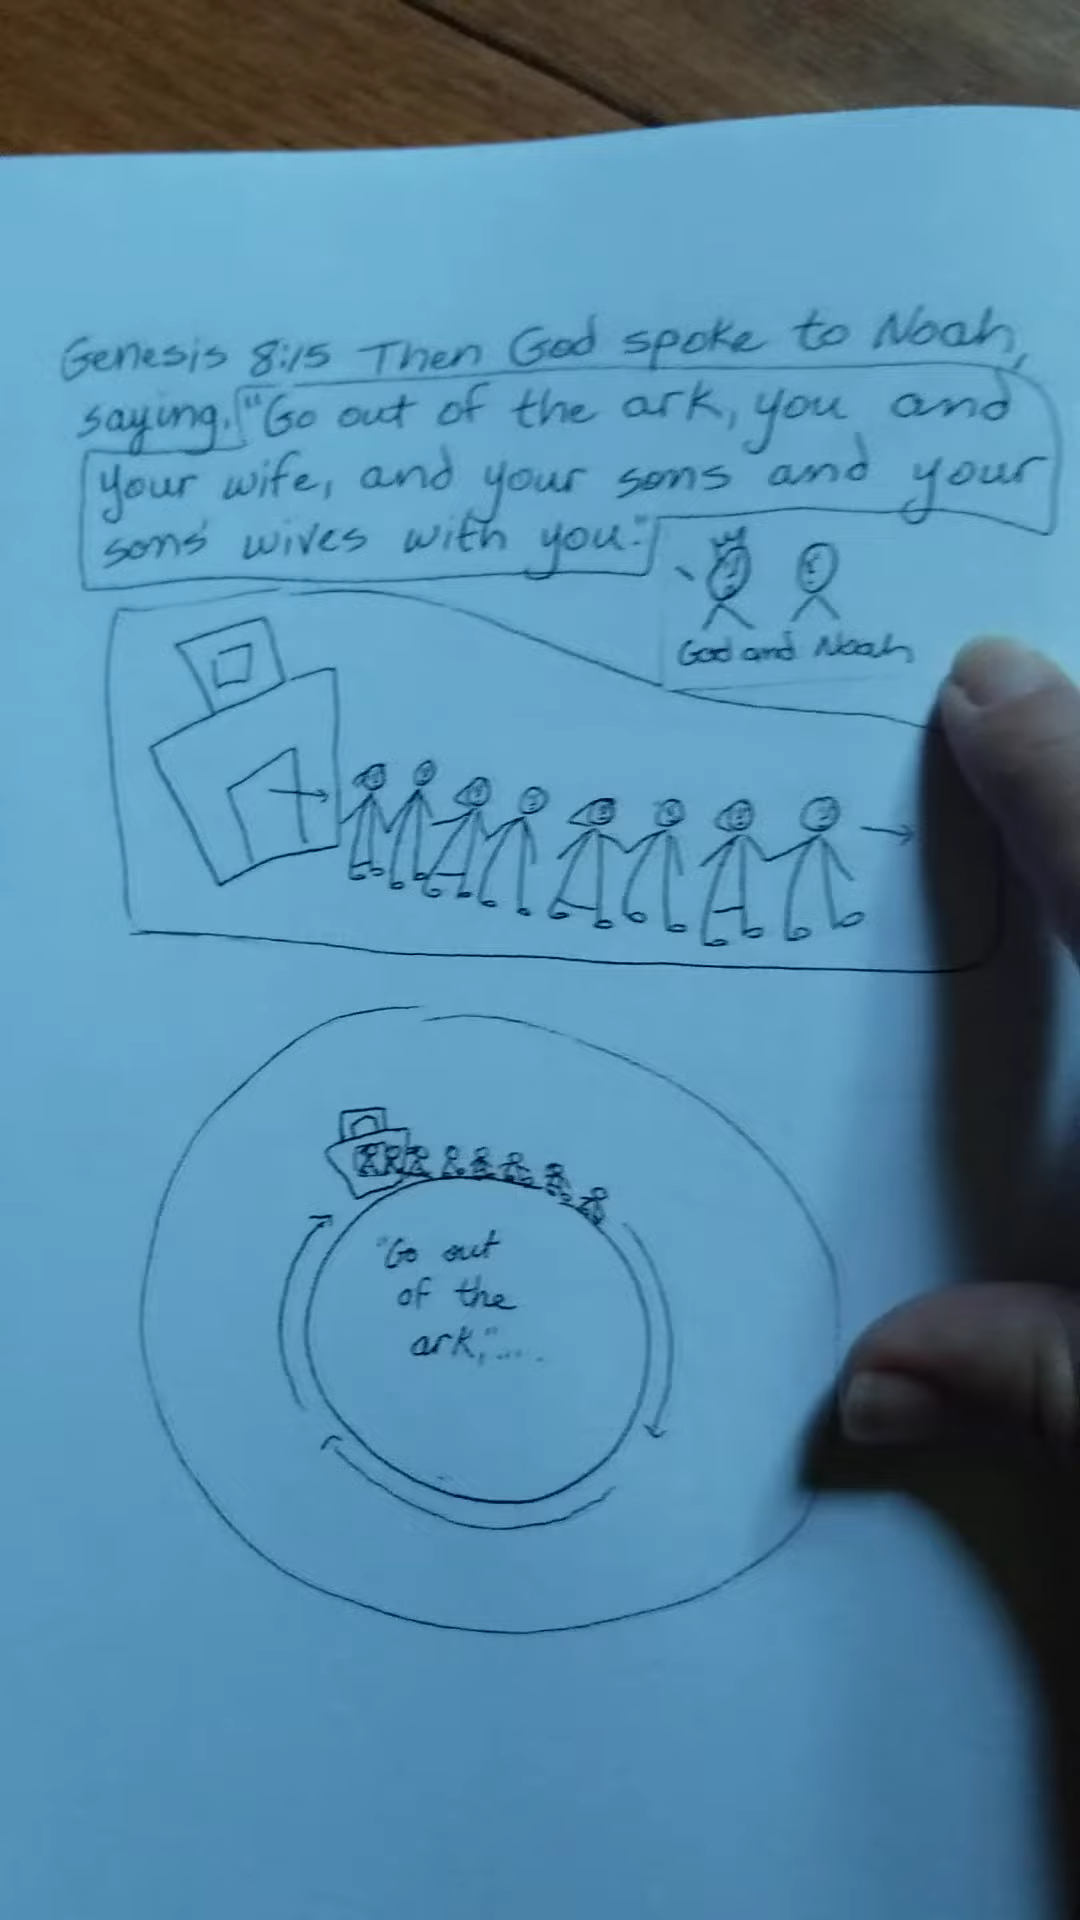 Genesis 8:15 Then God spoke to Noah,
saying, "Go out of the ark, you and
your wife, and your sons and your
sons' wives with you."
God and Noah
"Go out
of the
ark,"....